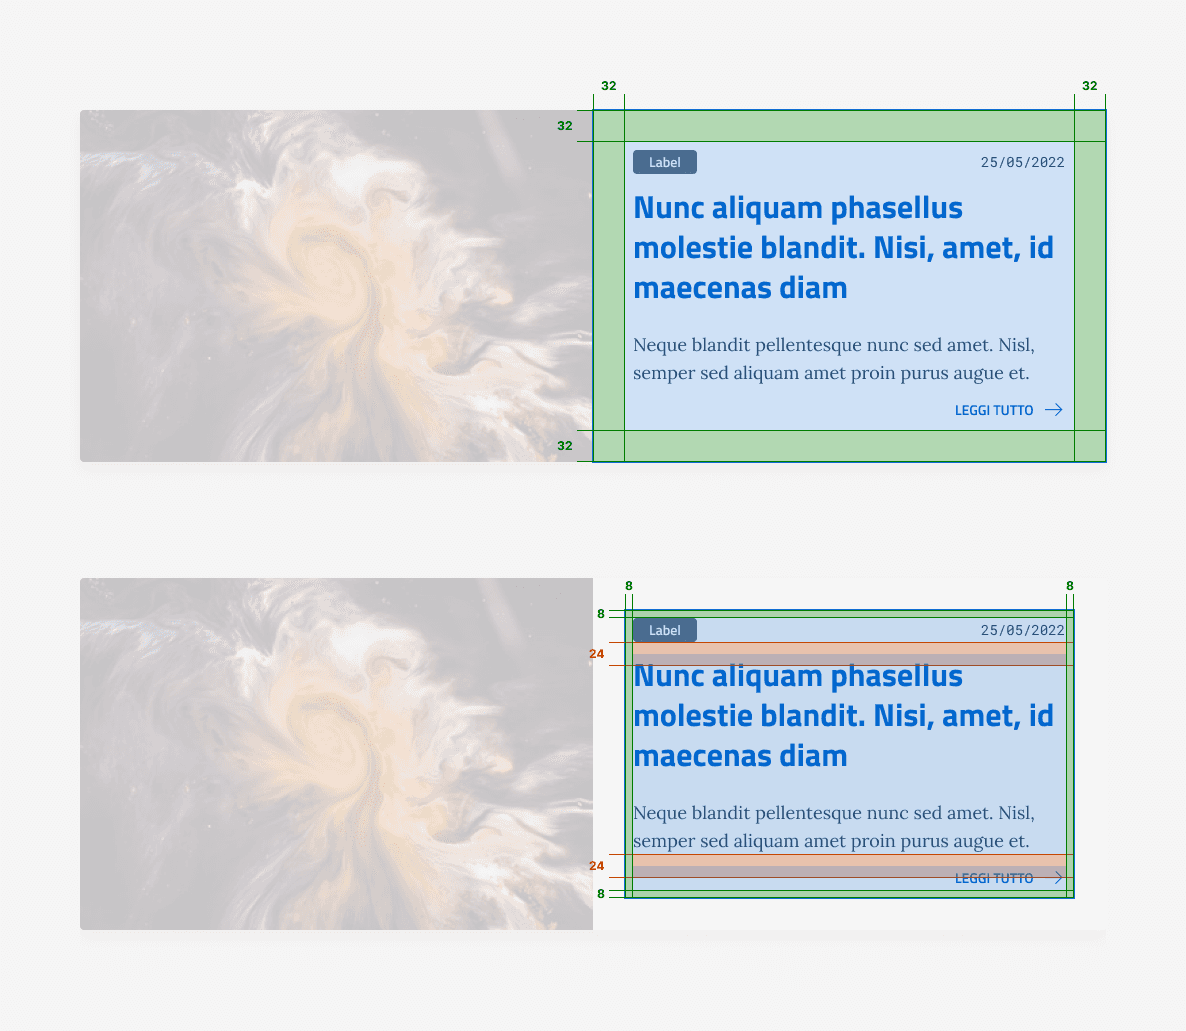 32 32
32
Label 25/05/2022
Nunc aliquam phasellus
molestie blandit. Nisi, amet, id
maecenas diam
Neque blandit pellentesque nunc sed amet. Nisl,
semper sed aliquam amet proin purus augue et.
LEGGI TUTTO
32
8 8
8
Label 25/05/2022
24
Nunc aliquam phasellus
molestie blandit. Nisi, amet, id
maecenas diam
Neque blandit pellentesque nunc sed amet. Nisl,
semper sed aliquam amet proin purus augue et.
24
LEGGI TUTTO
8